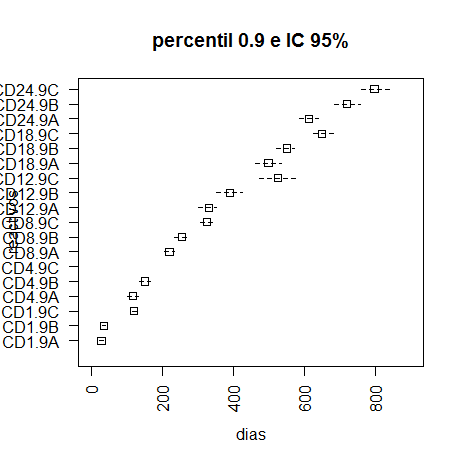 percentil 0.9 e IC 95%
CD24.9C
CD24.9B
CD24.9A
CD18.9C
CD18.9B
CD18.9A
CD12.9C
CD12.9B
CD12.9A
CD8.9C
CD8.9B
CD8.9A
CD4.9C
CD4.9B
CD4.9A
CD1.9C
CD1.9B
CD1.9A
0
200
400
600
800
dias